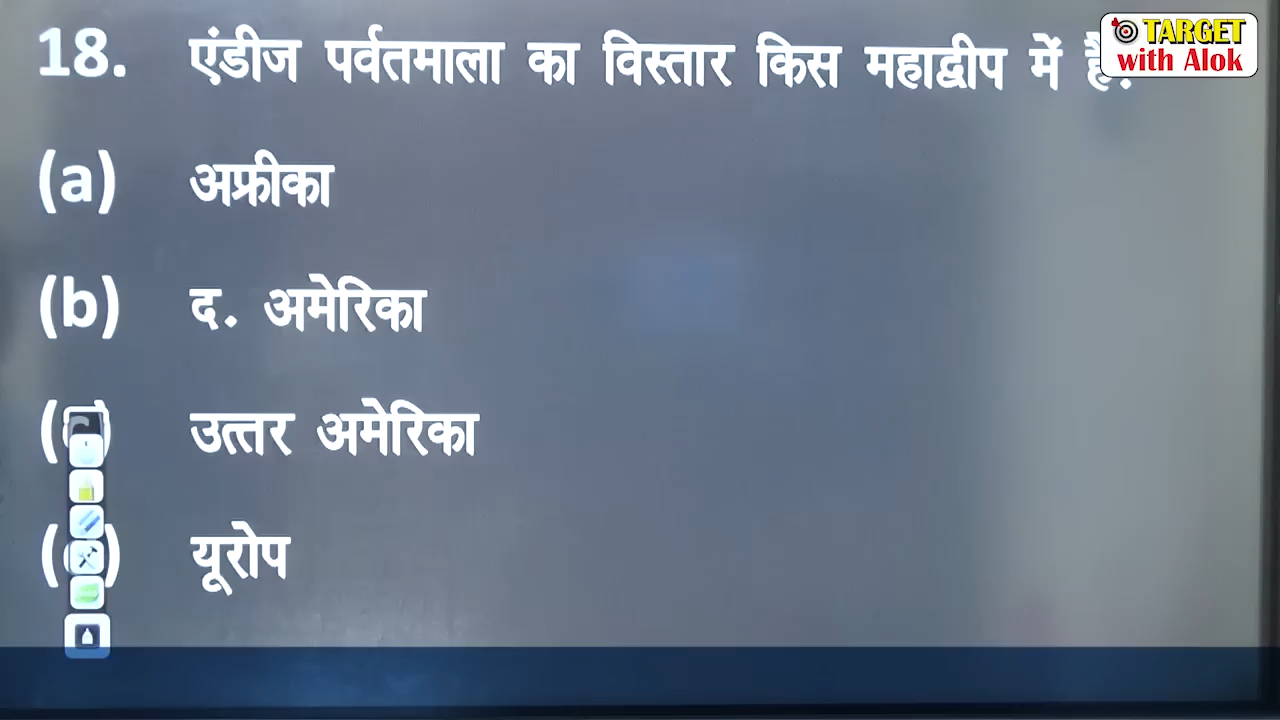 18. एंडीज पर्वतमाला का विस्तार किस महाद्वीप में
TARGET
with Alok
(a) अफ्रीका
(b) द. अमेरिका
उत्तर अमेरिका
यूरोप